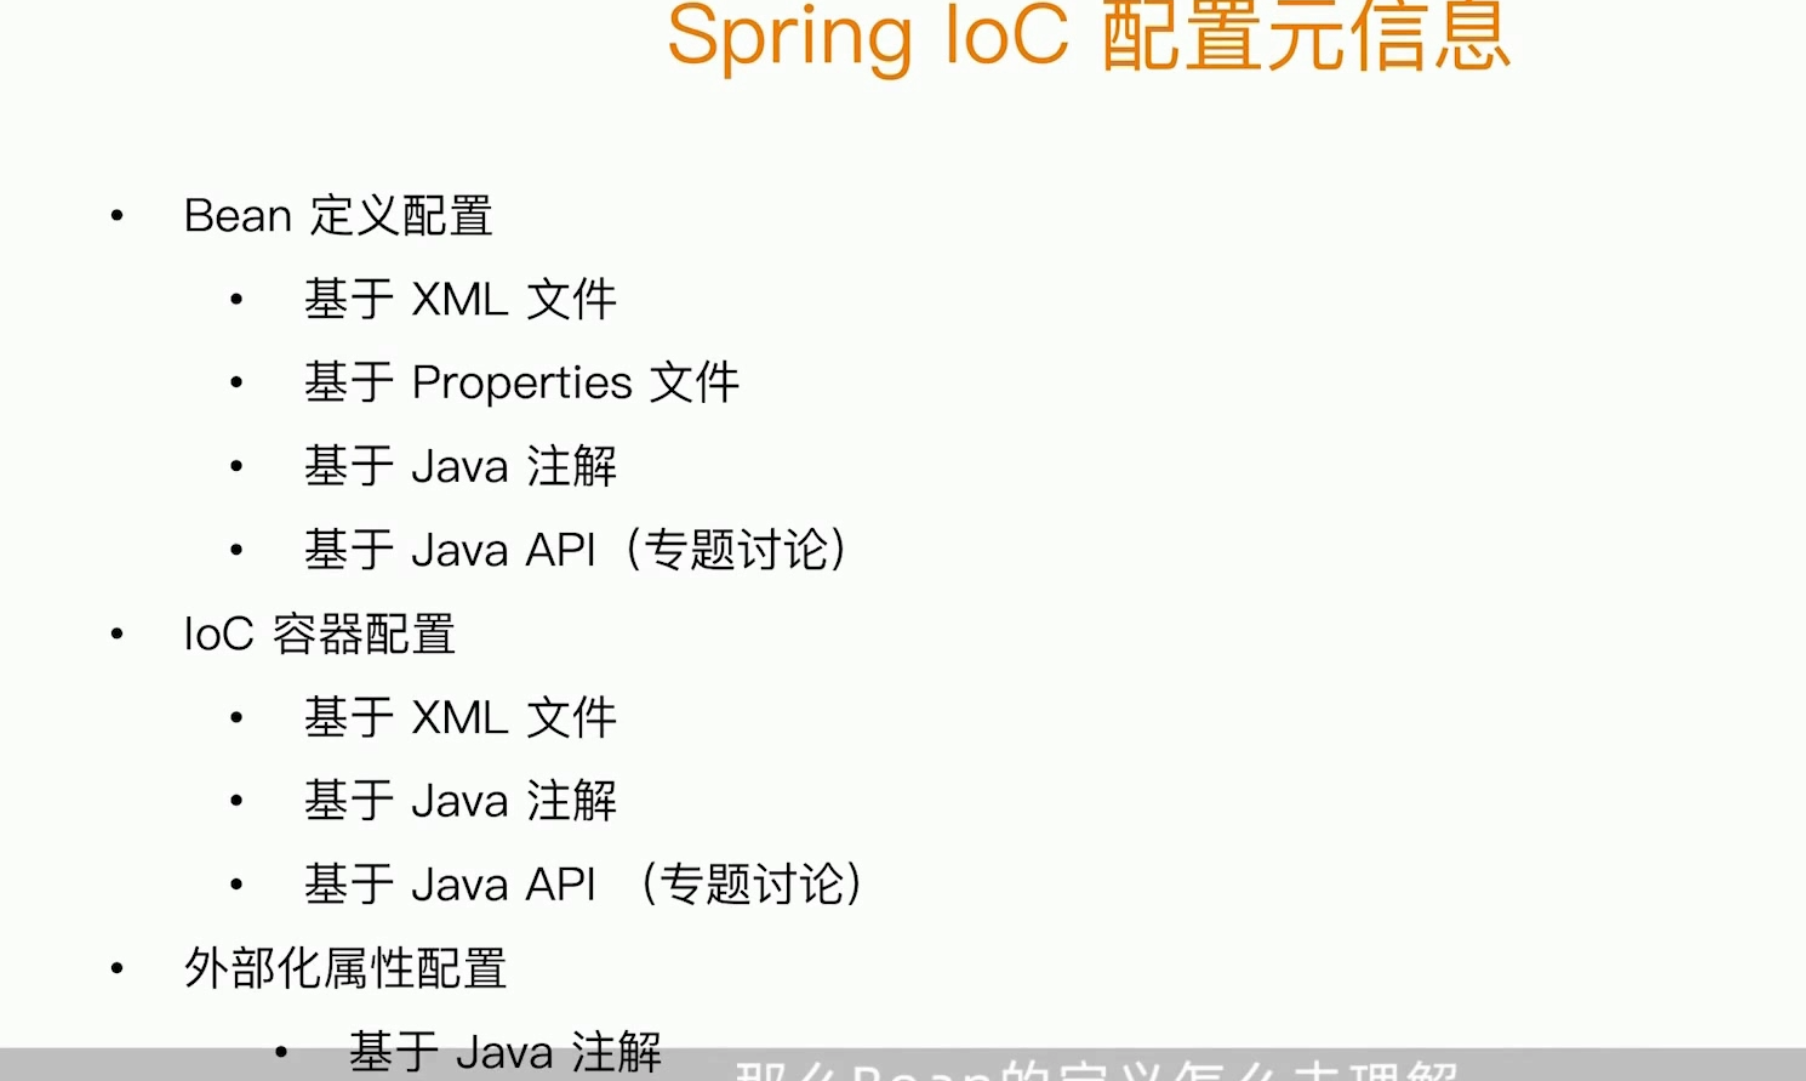 Spring IoC 配置元信息
• Bean 定义配置
• 基于 XML 文件
• 基于 Properties 文件
• 基于 Java 注解
• 基于 Java API（专题讨论）
• IoC 容器配置
• 基于 XML 文件
• 基于 Java 注解
• 基于 Java API （专题讨论）
• 外部化属性配置
• 基于 Java 注解
那么Bean的定义怎么去理解